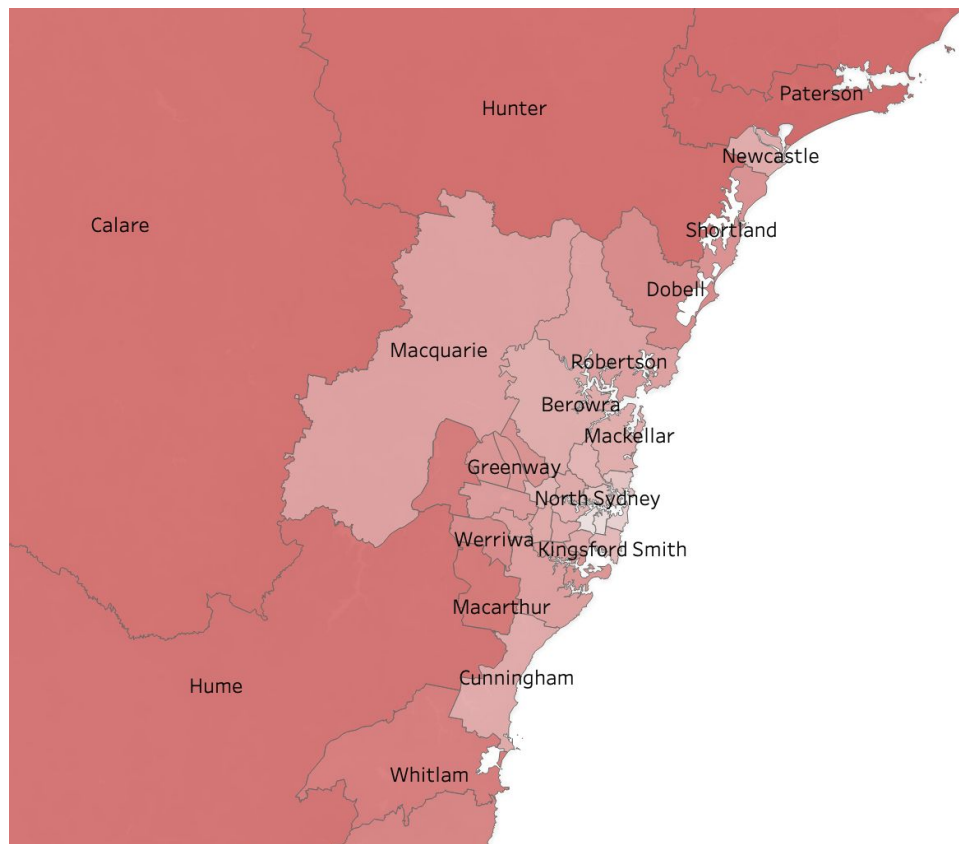 Paterson
Hunter
Newcastle
Calare
Shortland
Dobell
Macquarie
Robertson
Berowra
Mackellar
Greenway
North Sydney
Werriwa
Kingsford Smith
Macarthur
Cunningham
Hume
Whitlam